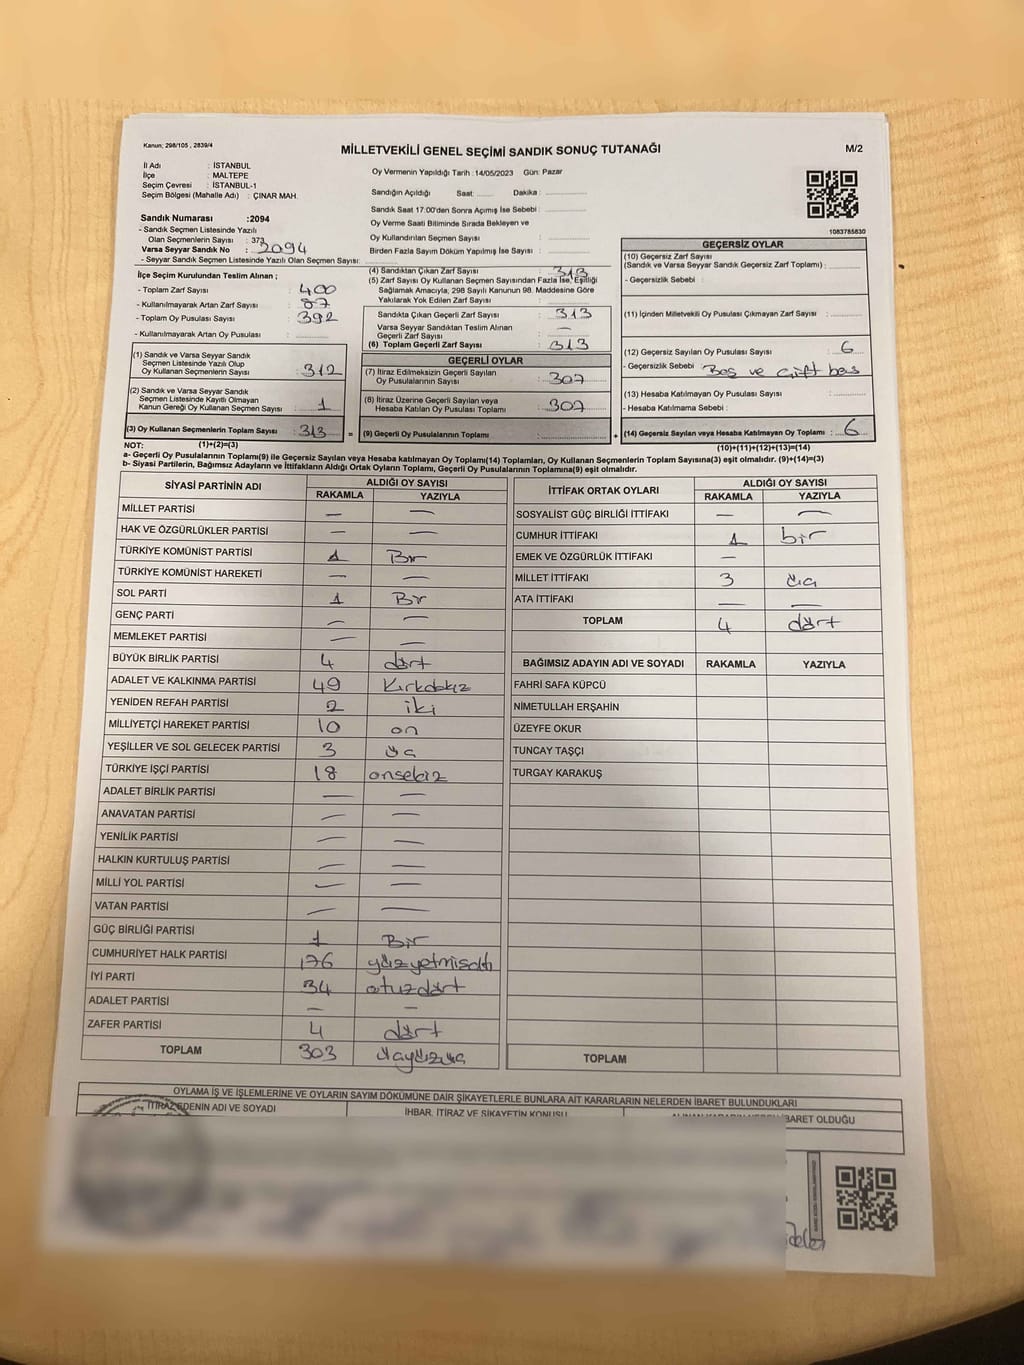 Kanun; 298/105 , 2839/4
MİLLETVEKİLİ GENEL SEÇİMİ SANDIK SONUÇ TUTANAĞI
M/2
İl Adı : İSTANBUL
İlçe : MALTEPE
Seçim Çevresi : İSTANBUL-1
Seçim Bölgesi (Mahalle Adı) : ÇINAR MAH.
Sandık Numarası :2094
- Sandık Seçmen Listesinde Yazılı
Olan Seçmenlerin Sayısı : 373
Varsa Seyyar Sandık No : 2094
- Seyyar Sandık Seçmen Listesinde Yazılı Olan Seçmen Sayısı:
Oy Vermenin Yapıldığı Tarih :14/05/2023 Gün: Pazar
Sandığın Açıldığı Saat: Dakika :
Sandık Saat 17:00'den Sonra Açımış İse Sebebi :
Oy Verme Saati Bitiminde Sırada Bekleyen ve
Oy Kullandırılan Seçmen Sayısı :
Birden Fazla Sayım Döküm Yapılmış İse Sayısı :
1083785830
İlçe Seçim Kurulundan Teslim Alınan ;
- Toplam Zarf Sayısı : 400
- Kullanılmayarak Artan Zarf Sayısı : 87
- Toplam Oy Pusulası Sayısı : 392
- Kullanılmayarak Artan Oy Pusulası :
(1) Sandık ve Varsa Seyyar Sandık
Seçmen Listesinde Yazılı Olup
Oy Kullanan Seçmenlerin Sayısı : 312
(2) Sandık ve Varsa Seyyar Sandık
Seçmen Listesinde Kayıtlı Olmayan
Kanun Gereği Oy Kullanan Seçmen Sayısı : 1
(3) Oy Kullanan Seçmenlerin Toplam Sayısı : 313
(4) Sandıktan Çıkan Zarf Sayısı : 313
(5) Zarf Sayısı Oy Kullanan Seçmen Sayısından Fazla İse, Eşitliği
Sağlamak Amacıyla, 298 Sayılı Kanunun 98. Maddesine Göre
Yakılarak Yok Edilen Zarf Sayısı :
Sandıkta Çıkan Geçerli Zarf Sayısı : 313
Varsa Seyyar Sandıktan Teslim Alınan
Geçerli Zarf Sayısı : —
(6) Toplam Geçerli Zarf Sayısı : 313
GEÇERLİ OYLAR
(7) İtiraz Edilmeksizin Geçerli Sayılan
Oy Pusulalarının Sayısı : 307
(8) İtiraz Üzerine Geçerli Sayılan veya
Hesaba Katılan Oy Pusulası Toplamı : 307
= (9) Geçerli Oy Pusulalarının Toplamı :
GEÇERSİZ OYLAR
(10) Geçersiz Zarf Sayısı
(Sandık ve Varsa Seyyar Sandık Geçersiz Zarf Toplamı) :
- Geçersizlik Sebebi :
(11) İçinden Milletvekili Oy Pusulası Çıkmayan Zarf Sayısı :
(12) Geçersiz Sayılan Oy Pusulası Sayısı : 6
- Geçersizlik Sebebi : Boş ve çift bası
(13) Hesaba Katılmayan Oy Pusulası Sayısı :
- Hesaba Katılmama Sebebi :
+ (14) Geçersiz Sayılan veya Hesaba Katılmayan Oy Toplamı : 6
NOT: (1)+(2)=(3) (10)+(11)+(12)+(13)=(14)
a- Geçerli Oy Pusulalarının Toplamı(9) ile Geçersiz Sayılan veya Hesaba katılmayan Oy Toplamı(14) Toplamları, Oy Kullanan Seçmenlerin Toplam Sayısına(3) eşit olmalıdır. (9)+(14)=(3)
b- Siyasi Partilerin, Bağımsız Adayların ve İttifakların Aldığı Ortak Oyların Toplamı, Geçerli Oy Pusulalarının Toplamına(9) eşit olmalıdır.
SİYASİ PARTİNİN ADI ALDIĞI OY SAYISI
RAKAMLA YAZIYLA
MİLLET PARTİSİ — —
HAK VE ÖZGÜRLÜKLER PARTİSİ — —
TÜRKİYE KOMÜNİST PARTİSİ 1 Bir
TÜRKİYE KOMÜNİST HAREKETİ — —
SOL PARTİ 1 Bir
GENÇ PARTİ — —
MEMLEKET PARTİSİ — —
BÜYÜK BİRLİK PARTİSİ 4 dört
ADALET VE KALKINMA PARTİSİ 49 Kırkdokuz
YENİDEN REFAH PARTİSİ 2 iki
MİLLİYETÇİ HAREKET PARTİSİ 10 on
YEŞİLLER VE SOL GELECEK PARTİSİ 3 üç
TÜRKİYE İŞÇİ PARTİSİ 18 onsekiz
ADALET BİRLİK PARTİSİ — —
ANAVATAN PARTİSİ — —
YENİLİK PARTİSİ — —
HALKIN KURTULUŞ PARTİSİ — —
MİLLİ YOL PARTİSİ — —
VATAN PARTİSİ — —
GÜÇ BİRLİĞİ PARTİSİ 1 Bir
CUMHURİYET HALK PARTİSİ 176 yüzyetmişaltı
İYİ PARTİ 34 otuzdört
ADALET PARTİSİ — —
ZAFER PARTİSİ 4 dört
TOPLAM 303 üçyüzüç
İTTİFAK ORTAK OYLARI ALDIĞI OY SAYISI
RAKAMLA YAZIYLA
SOSYALİST GÜÇ BİRLİĞİ İTTİFAKI — —
CUMHUR İTTİFAKI 1 bir
EMEK VE ÖZGÜRLÜK İTTİFAKI —
MİLLET İTTİFAKI 3 üç
ATA İTTİFAKI — —
TOPLAM 4 dört
BAĞIMSIZ ADAYIN ADI VE SOYADI RAKAMLA YAZIYLA
FAHRİ SAFA KÜPCÜ
NİMETULLAH ERŞAHİN
ÜZEYFE OKUR
TUNCAY TAŞÇI
TURGAY KARAKUŞ
TOPLAM
OYLAMA İŞ VE İŞLEMLERİNE VE OYLARIN SAYIM DÖKÜMÜNE DAİR ŞİKAYETLERLE BUNLARA AİT KARARLARIN NELERDEN İBARET BULUNDUKLARI
İTİRAZ EDENİN ADI VE SOYADI
İHBAR, İTİRAZ VE ŞİKAYETİN KONUSU
İBARET OLDUĞU